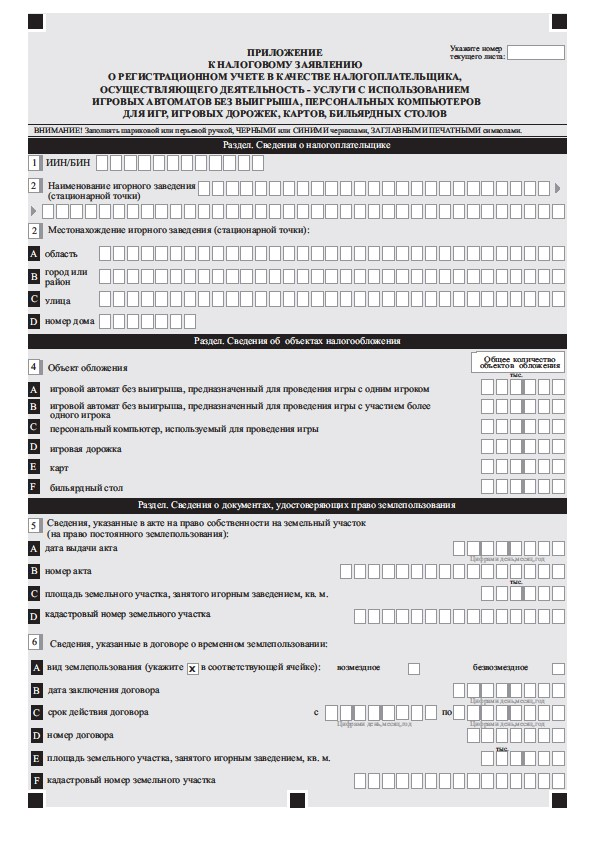 Укажите номер
текущего листа:
ПРИЛОЖЕНИЕ
К НАЛОГОВОМУ ЗАЯВЛЕНИЮ
О РЕГИСТРАЦИОННОМ УЧЕТЕ В КАЧЕСТВЕ НАЛОГОПЛАТЕЛЬЩИКА,
ОСУЩЕСТВЛЯЮЩЕГО ДЕЯТЕЛЬНОСТЬ - УСЛУГИ С ИСПОЛЬЗОВАНИЕМ
ИГРОВЫХ АВТОМАТОВ БЕЗ ВЫИГРЫША, ПЕРСОНАЛЬНЫХ КОМПЬЮТЕРОВ
ДЛЯ ИГР, ИГРОВЫХ ДОРОЖЕК, КАРТОВ, БИЛЬЯРДНЫХ СТОЛОВ
ВНИМАНИЕ! Заполнять шариковой или перьевой ручкой, ЧЕРНЫМИ или СИНИМИ чернилами, ЗАГЛАВНЫМИ ПЕЧАТНЫМИ символами.
Раздел. Сведения о налогоплательщике
1 ИИН/БИН
2 Наименование игорного заведения
(стационарной точки)
2 Местонахождение игорного заведения (стационарной точки):
A область
B город или
район
C улица
D номер дома
Раздел. Сведения об объектах налогообложения
4 Объект обложения
Общее количество
объектов обложения
тыс.
A игровой автомат без выигрыша, предназначенный для проведения игры с одним игроком
B игровой автомат без выигрыша, предназначенный для проведения игры с участием более
одного игрока
C персональный компьютер, используемый для проведения игры
D игровая дорожка
E карт
F бильярдный стол
Раздел. Сведения о документах, удостоверяющих право землепользования
5 Сведения, указанные в акте на право собственности на земельный участок
(на право постоянного землепользования):
A дата выдачи акта
Цифрами день, месяц, год
B номер акта
тыс.
C площадь земельного участка, занятого игорным заведением, кв. м.
D кадастровый номер земельного участка
6 Сведения, указанные в договоре о временном землепользовании:
A вид землепользования (укажите x в соответствующей ячейке): возмездное безвозмездное
B дата заключения договора
Цифрами день, месяц, год
C срок действия договора с по
Цифрами день, месяц, год Цифрами день, месяц, год
D номер договора
тыс.
E площадь земельного участка, занятого игорным заведением, кв. м.
F кадастровый номер земельного участка